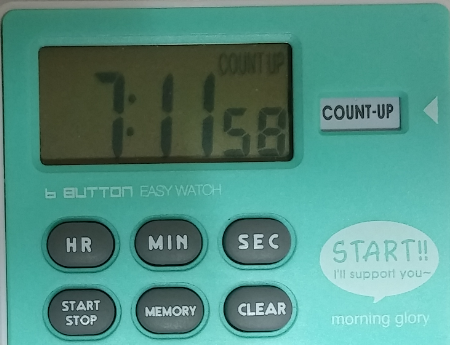 COUNT UP
7:11 58
COUNT-UP
6 BUTTON EASY WATCH
HR MIN SEC
START!!
I'll support you~
START STOP MEMORY CLEAR
morning glory